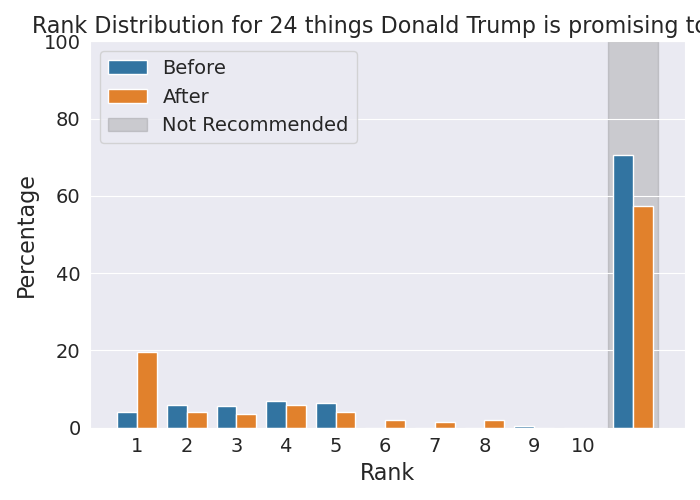 Rank Distribution for 24 things Donald Trump is promising to
100
80
60
40
20
0
Percentage
Before
After
Not Recommended
1 2 3 4 5 6 7 8 9 10
Rank